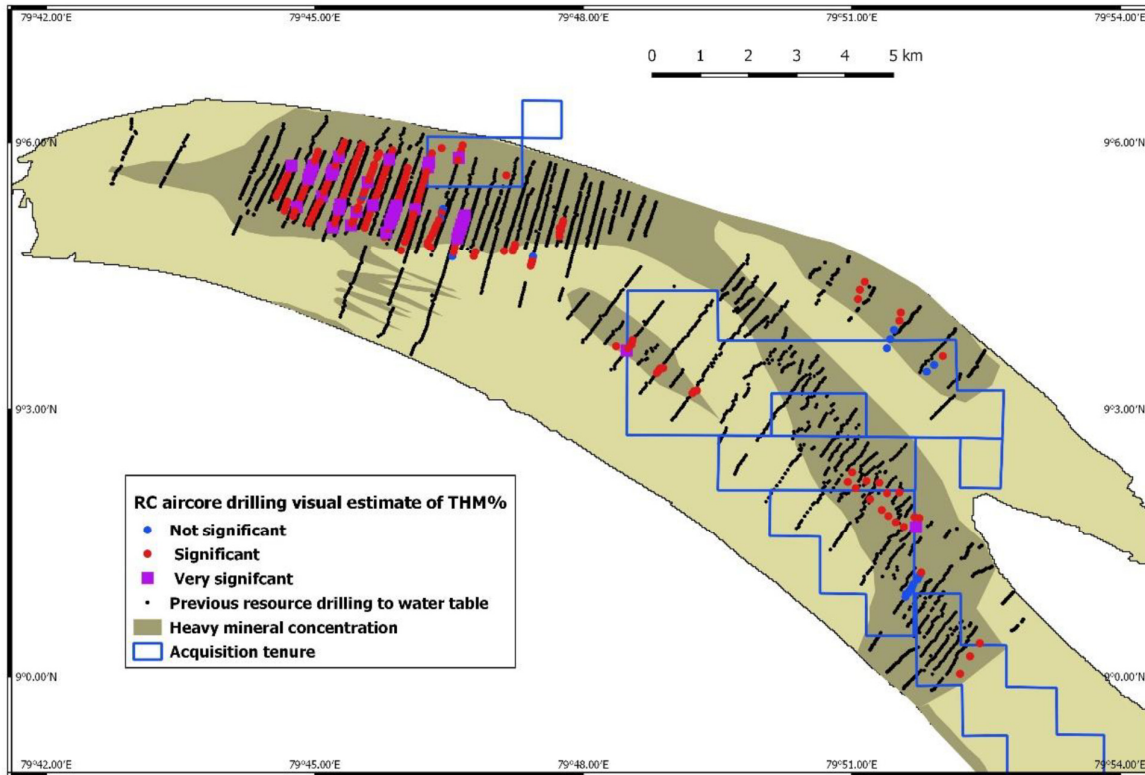 79°42.00'E 79°45.00'E 79°48.00'E 79°51.00'E 79°54.00'E
0 1 2 3 4 5 km
9°6.00'N 9°6.00'N
9°3.00'N 9°3.00'N
RC aircore drilling visual estimate of THM%
Not significant
Significant
Very signifcant
Previous resource drilling to water table
Heavy mineral concentration
Acquisition tenure
9°0.00'N 9°0.00'N
79°42.00'E 79°45.00'E 79°48.00'E 79°51.00'E 79°54.00'E